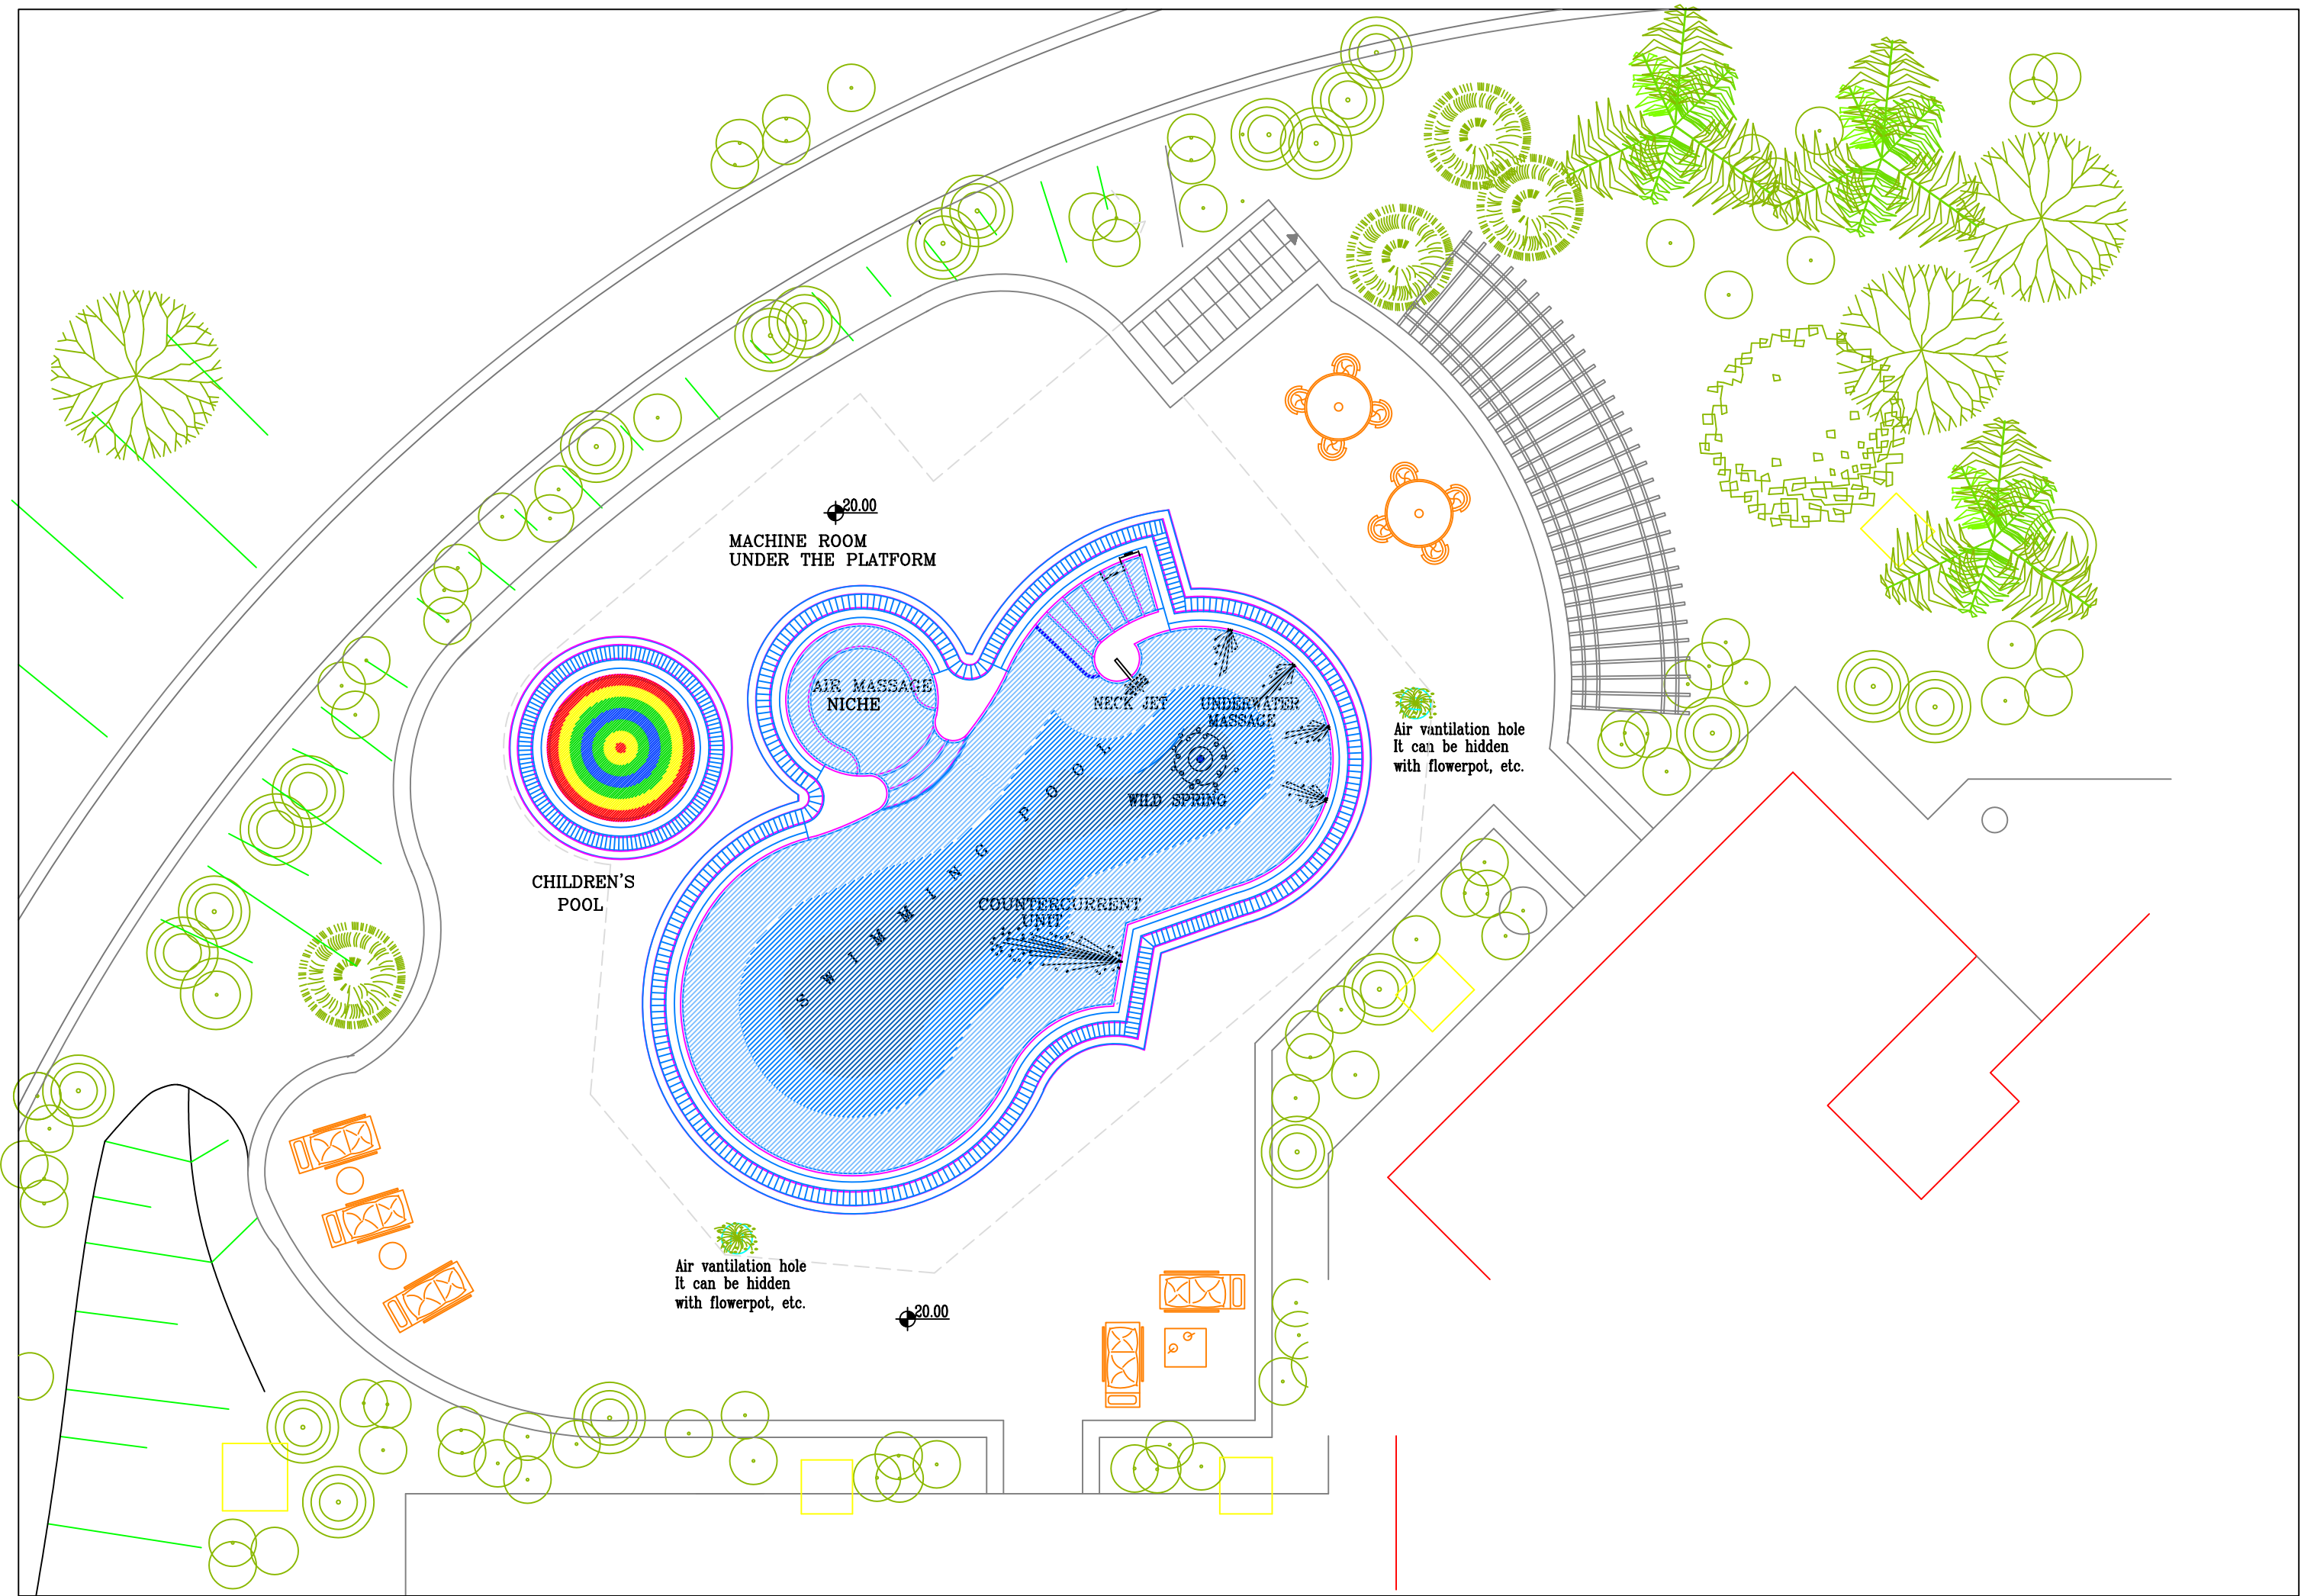 20.00
MACHINE ROOM
UNDER THE PLATFORM
AIR MASSAGE
NICHE
NECK JET
UNDERWATER
MASSAGE
WILD SPRING
Air vantilation hole
It can be hidden
with flowerpot, etc.
CHILDREN'S
POOL
SWIMMING POOL
COUNTERCURRENT
UNIT
Air vantilation hole
It can be hidden
with flowerpot, etc.
20.00